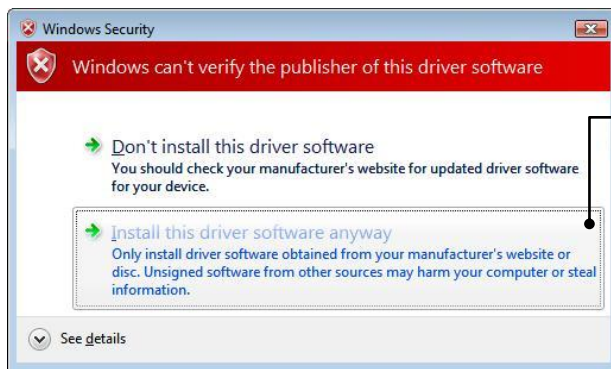 Windows Security
Windows can't verify the publisher of this driver software
Don't install this driver software
You should check your manufacturer's website for updated driver software
for your device.
Install this driver software anyway
Only install driver software obtained from your manufacturer's website or
disc. Unsigned software from other sources may harm your computer or steal
information.
See details